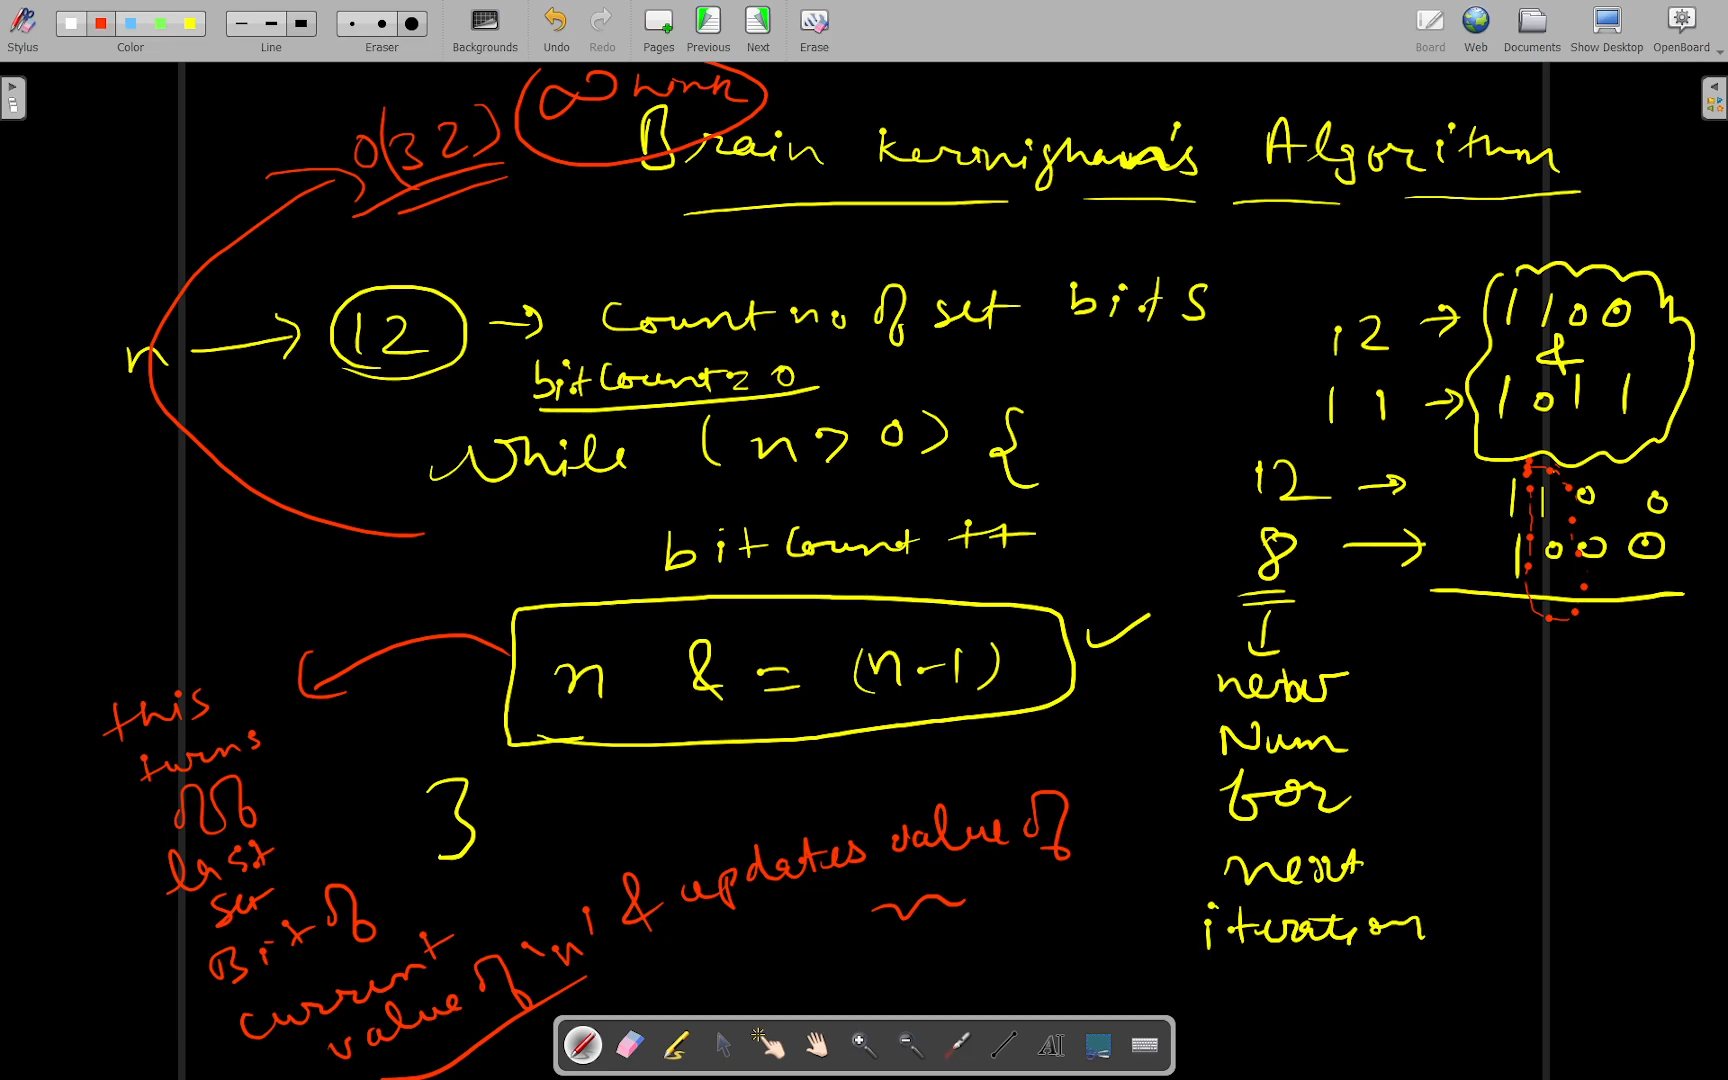 Stylus
Color
Line
Eraser
Backgrounds
Undo
Redo
Pages
Previous
Next
Erase
Board
Web
Documents
Show Desktop
OpenBoard
O(32)
Brain Kernighan's Algorithm
n → 12 → Count no of set bits
bitCount = 0
while (n > 0) {
bitCount ++
n & = (n-1)
}
12 → 1100
&
11 → 1011
12 → 1100
8 → 1000
Num
for
next
iteration
this
turns
off
last
set
Bit of
current
value of 'n' & updates value of
n
AI